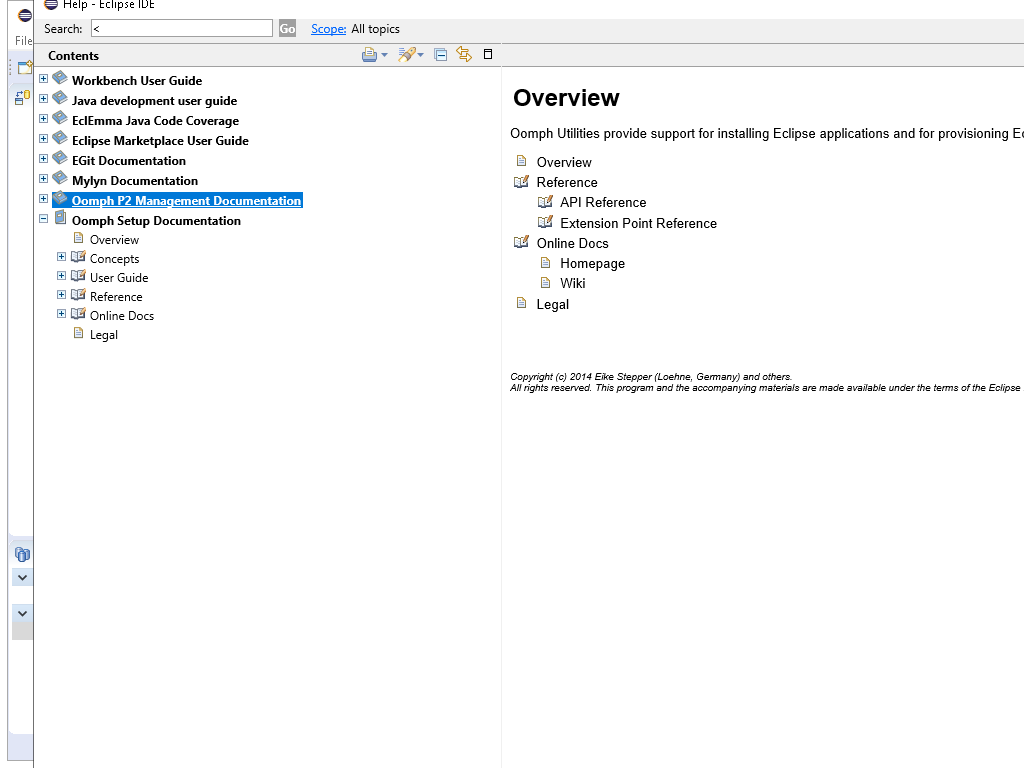 Help - Eclipse IDE
File
Search: < Go Scope: All topics
Contents
Workbench User Guide
Java development user guide
EclEmma Java Code Coverage
Eclipse Marketplace User Guide
EGit Documentation
Mylyn Documentation
Oomph P2 Management Documentation
Oomph Setup Documentation
Overview
Concepts
User Guide
Reference
Online Docs
Legal
Overview
Oomph Utilities provide support for installing Eclipse applications and for provisioning Ec
Overview
Reference
API Reference
Extension Point Reference
Online Docs
Homepage
Wiki
Legal
Copyright (c) 2014 Eike Stepper (Loehne, Germany) and others.
All rights reserved. This program and the accompanying materials are made available under the terms of the Eclipse